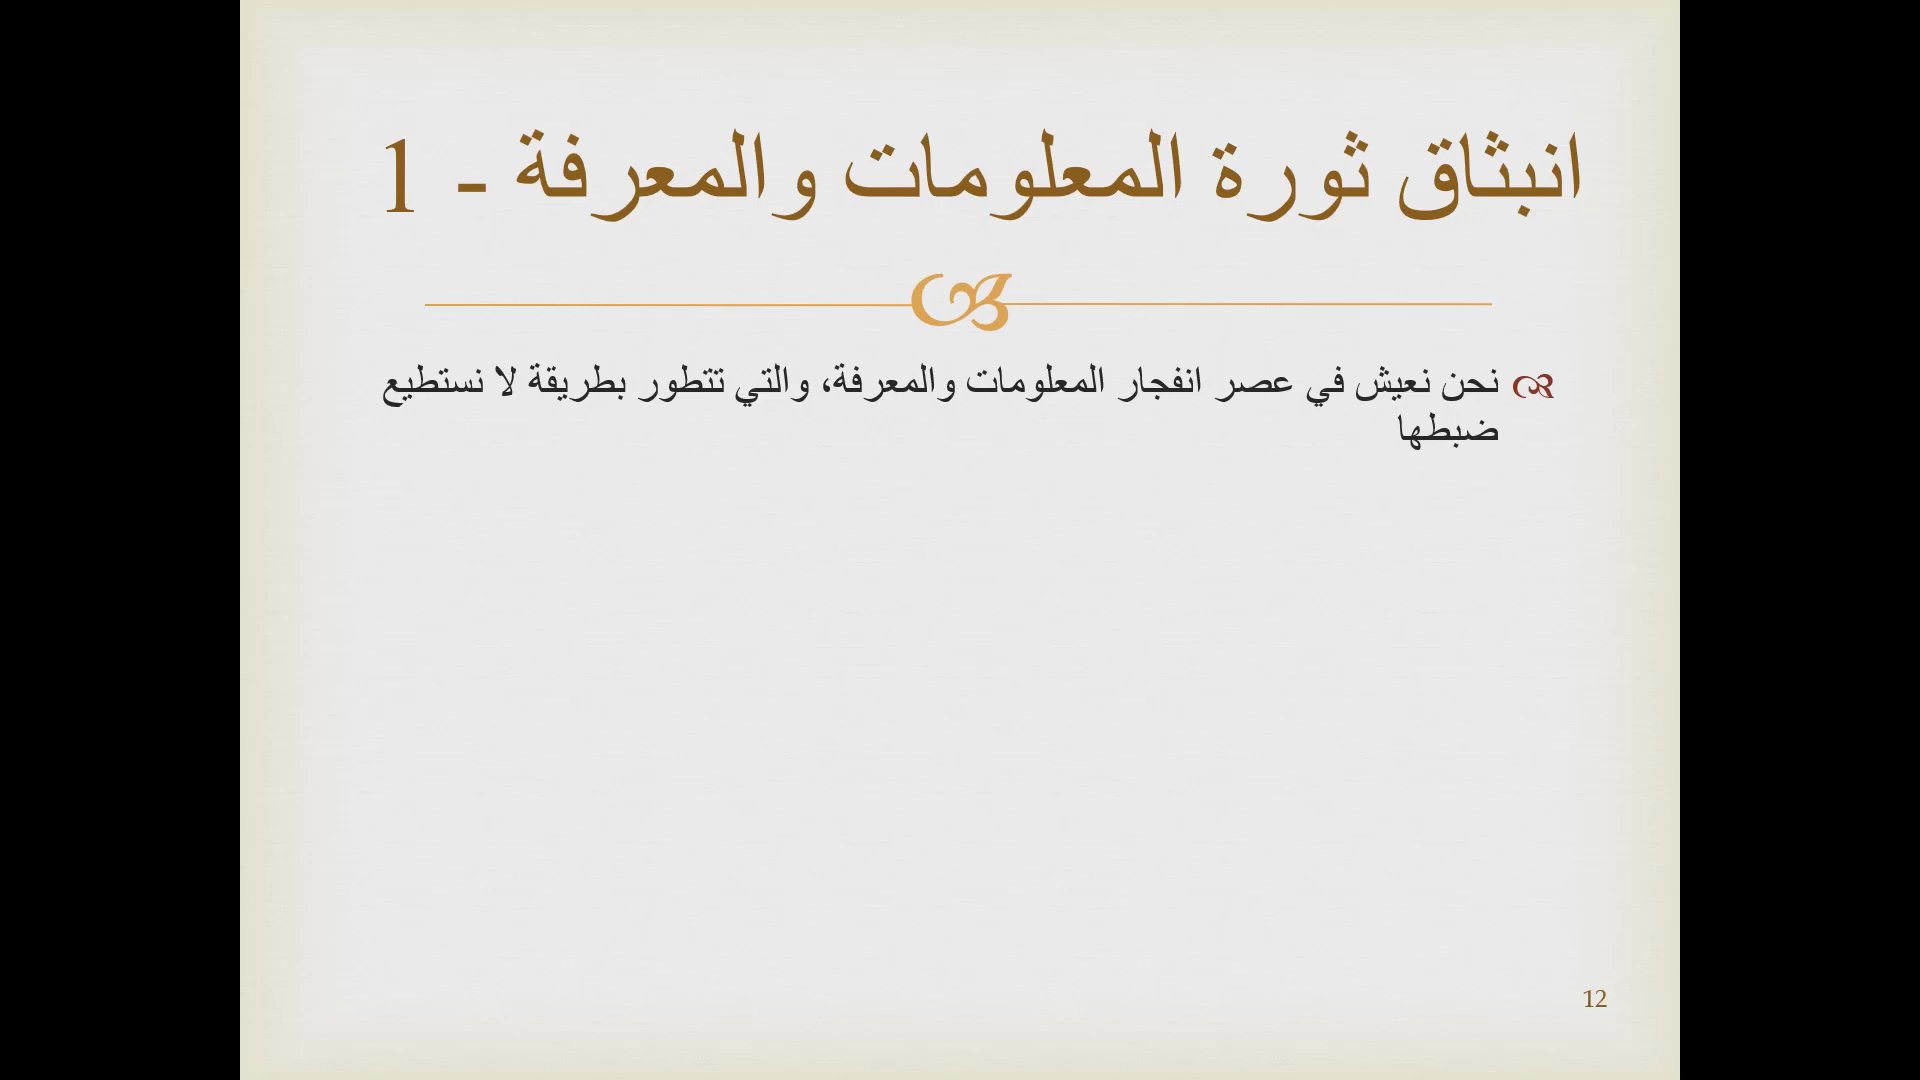 انبثاق ثورة المعلومات والمعرفة - 1
نحن نعيش في عصر انفجار المعلومات والمعرفة، والتي تتطور بطريقة لا نستطيع
ضبطها
12